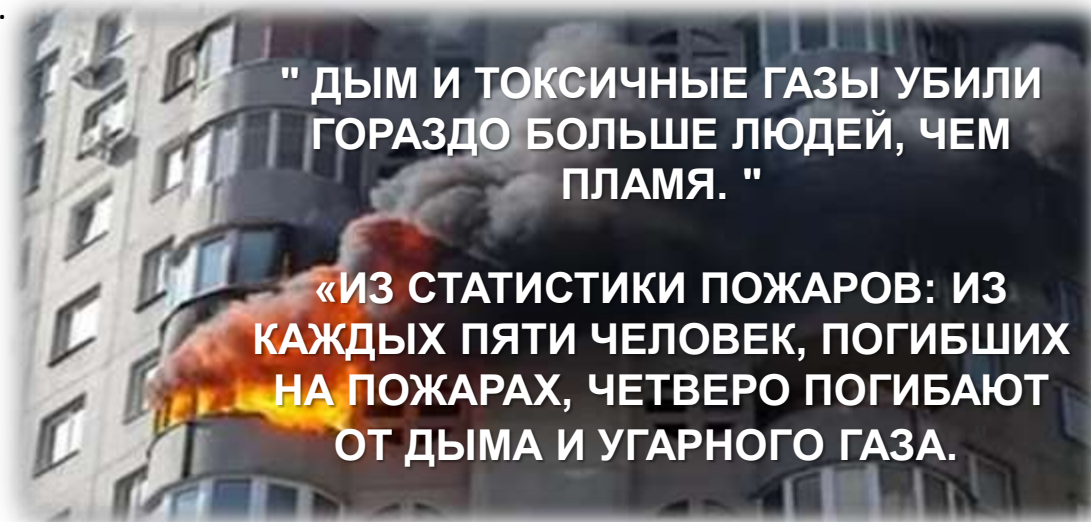 .
" ДЫМ И ТОКСИЧНЫЕ ГАЗЫ УБИЛИ
ГОРАЗДО БОЛЬШЕ ЛЮДЕЙ, ЧЕМ
ПЛАМЯ. "
«ИЗ СТАТИСТИКИ ПОЖАРОВ: ИЗ
КАЖДЫХ ПЯТИ ЧЕЛОВЕК, ПОГИБШИХ
НА ПОЖАРАХ, ЧЕТВЕРО ПОГИБАЮТ
ОТ ДЫМА И УГАРНОГО ГАЗА.